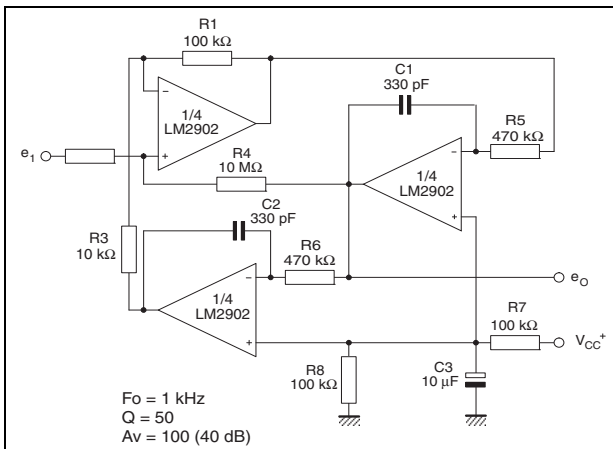 R1
100 kΩ
C1
330 pF
R5
470 kΩ
1/4
LM2902
e1
R4
10 MΩ
1/4
LM2902
C2
330 pF
R3
10 kΩ
R6
470 kΩ
eO
1/4
LM2902
R7
100 kΩ
VCC+
R8
100 kΩ
C3
10 μF
Fo = 1 kHz
Q = 50
Av = 100 (40 dB)